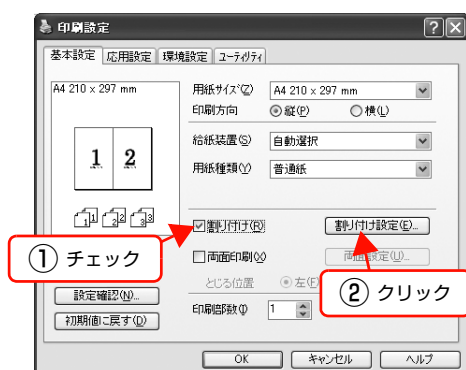 印刷設定
基本設定 応用設定 環境設定 ユーティリティ
A4 210 x 297 mm
用紙サイズ(Z) A4 210 x 297 mm
印刷方向 縦(P) 横(L)
給紙装置(S) 自動選択
用紙種類(Y) 普通紙
1 2
1 2 3
割り付け(R) 割り付け設定(E)...
① チェック
両面印刷(X) 両面設定(U)...
とじる位置 左(F)
② クリック
設定確認(N)...
印刷部数(I) 1
初期値に戻す(D)
OK キャンセル ヘルプ